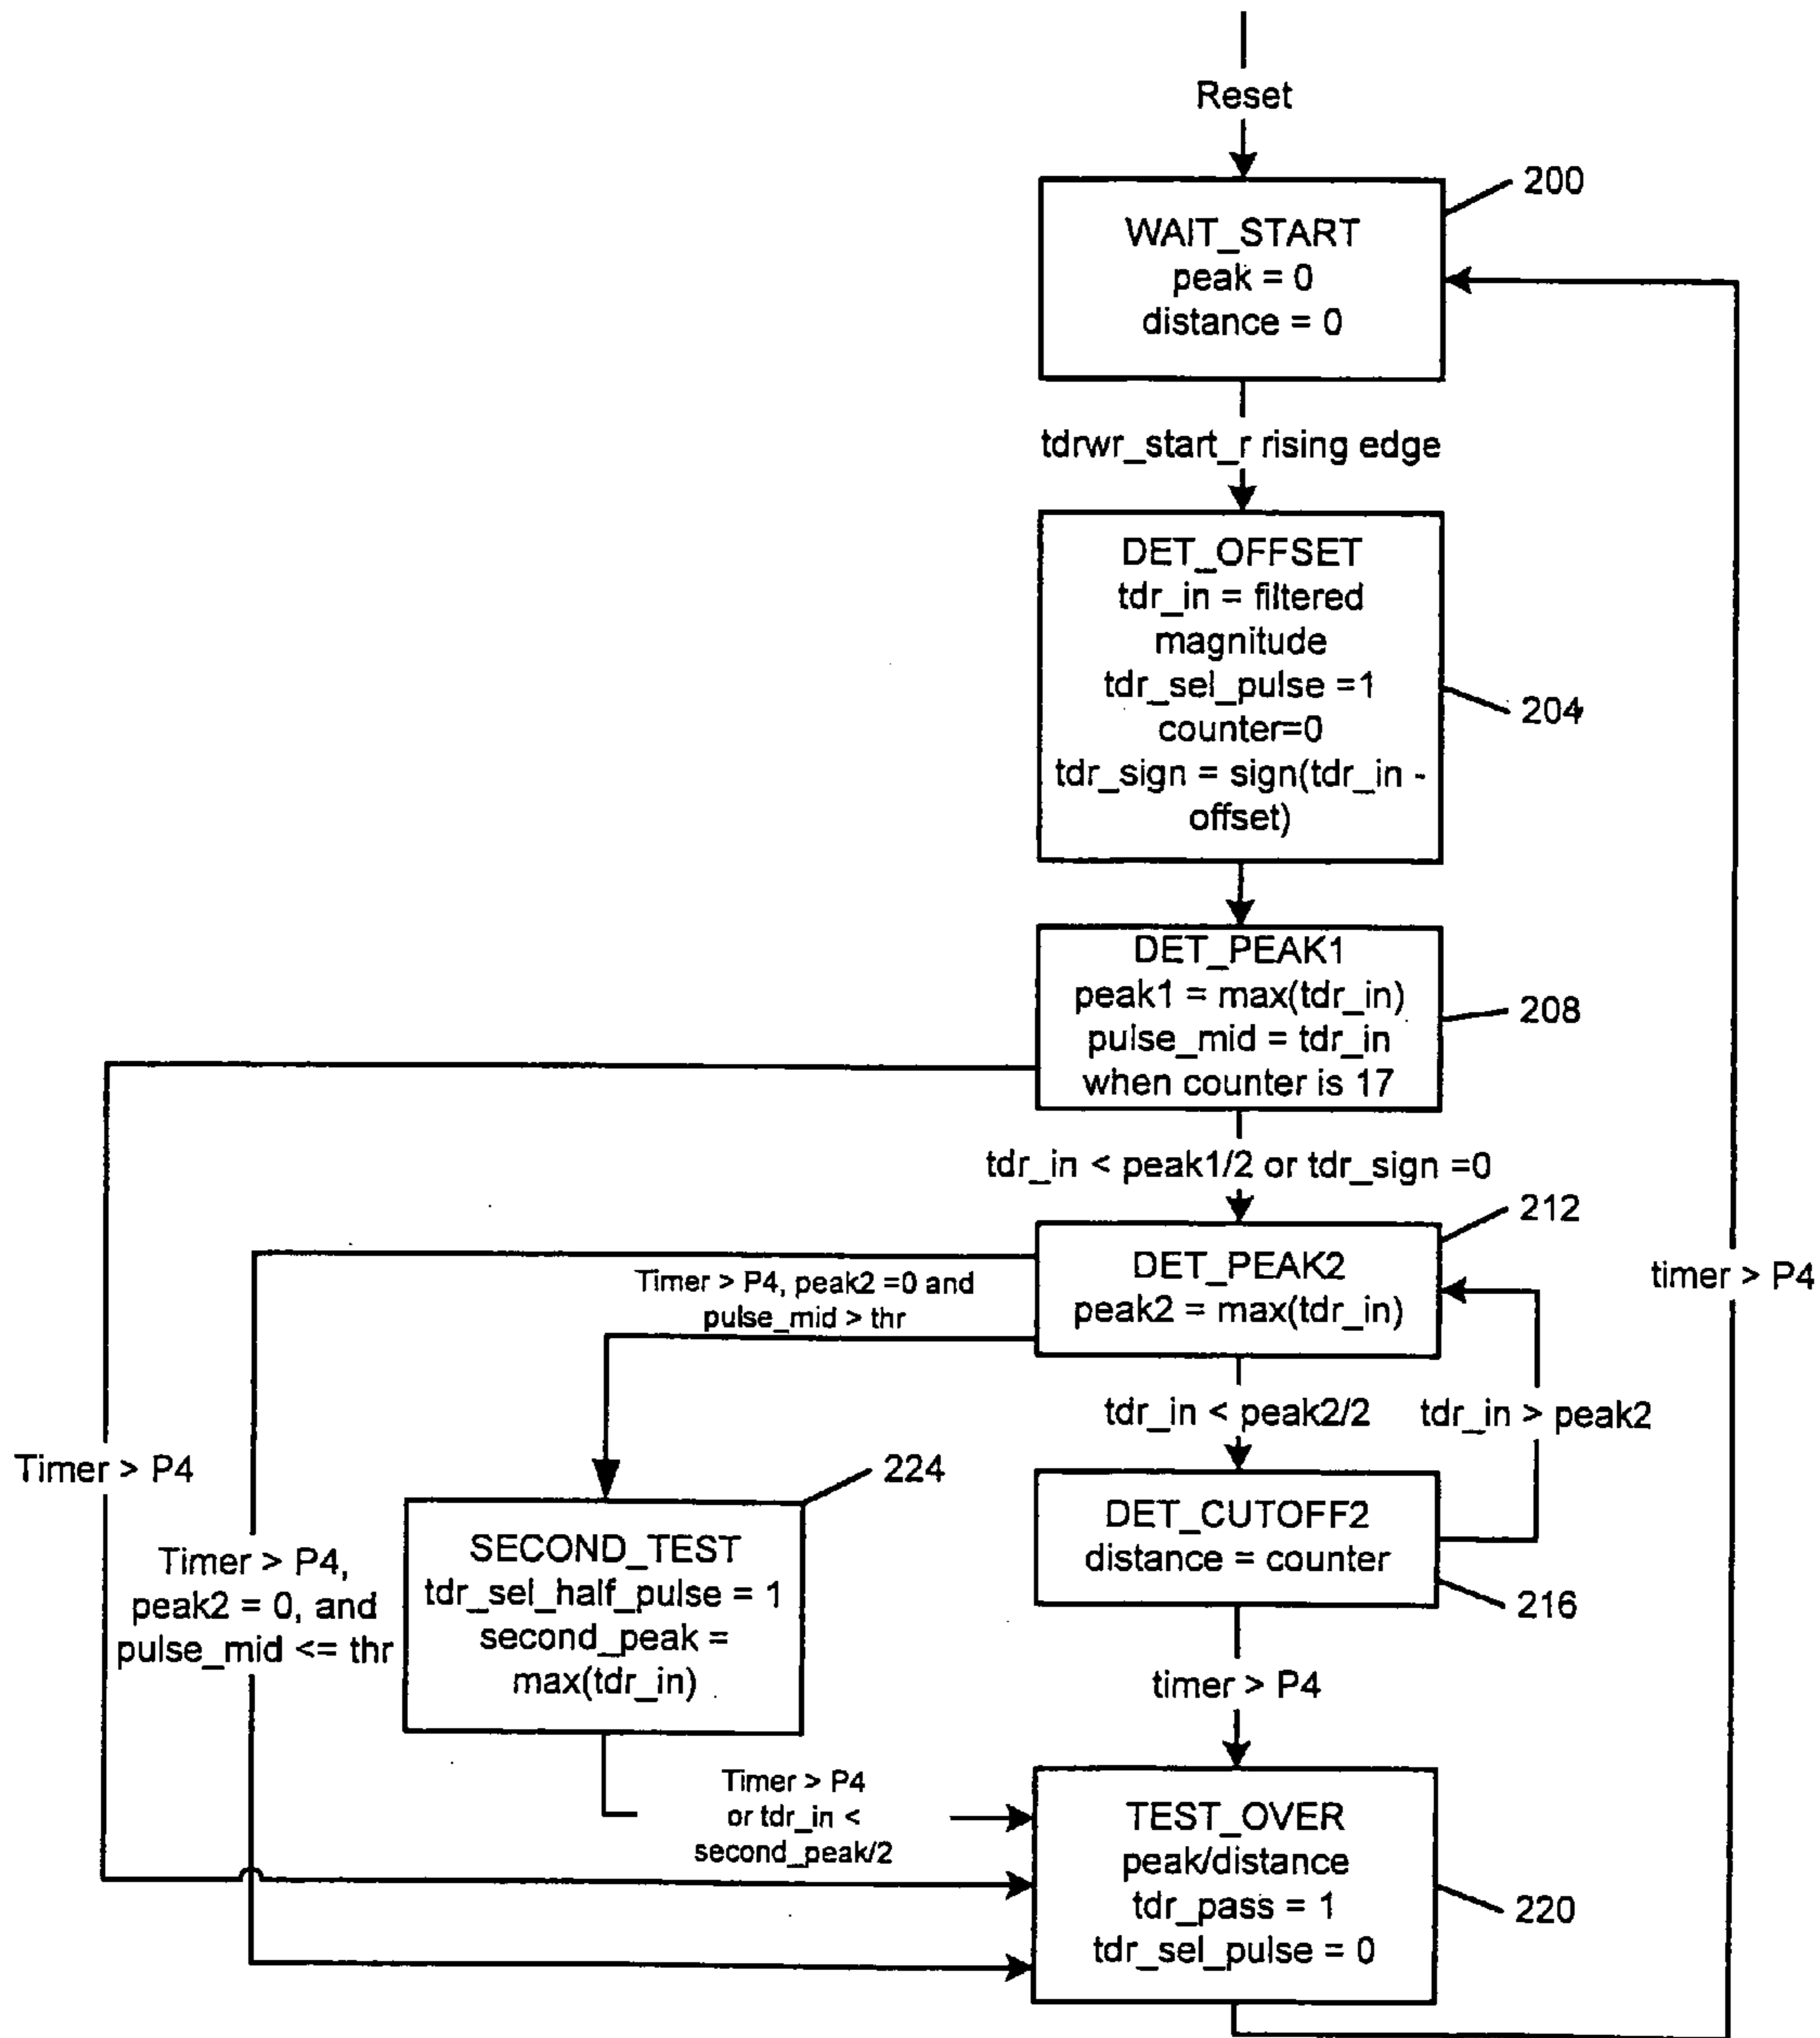 Reset
200
WAIT_START
peak = 0
distance = 0
tdrwr_start_r rising edge
DET_OFFSET
tdr_in = filtered
magnitude
tdr_sel_pulse =1
counter=0
tdr_sign = sign(tdr_in -
offset)
204
DET_PEAK1
peak1 = max(tdr_in)
pulse_mid = tdr_in
when counter is 17
208
tdr_in < peak1/2 or tdr_sign =0
212
DET_PEAK2
peak2 = max(tdr_in)
Timer > P4, peak2 =0 and
pulse_mid > thr
timer > P4
tdr_in < peak2/2
tdr_in > peak2
Timer > P4
224
DET_CUTOFF2
distance = counter
216
SECOND_TEST
tdr_sel_half_pulse = 1
second_peak =
max(tdr_in)
Timer > P4,
peak2 = 0, and
pulse_mid <= thr
timer > P4
Timer > P4
or tdr_in <
second_peak/2
TEST_OVER
peak/distance
tdr_pass = 1
tdr_sel_pulse = 0
220